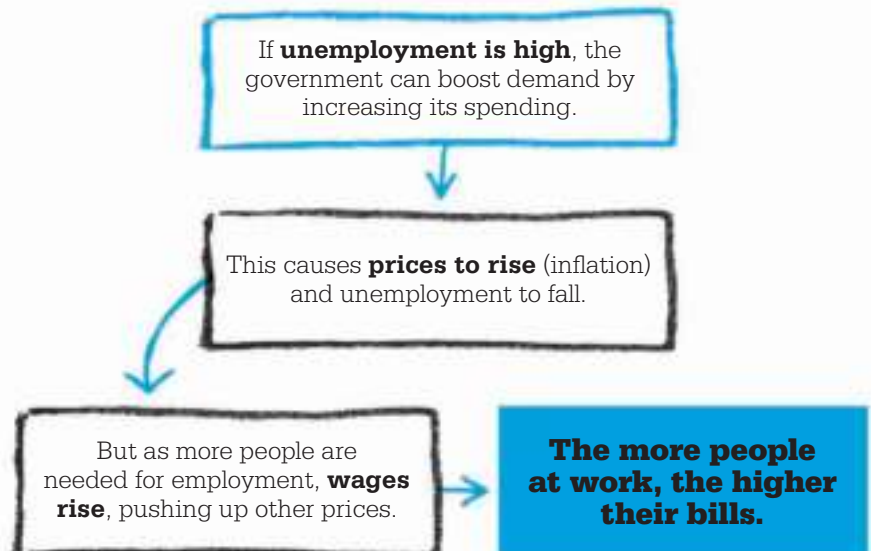 If unemployment is high, the
government can boost demand by
increasing its spending.
This causes prices to rise (inflation)
and unemployment to fall.
But as more people are
needed for employment, wages
rise, pushing up other prices.
The more people
at work, the higher
their bills.